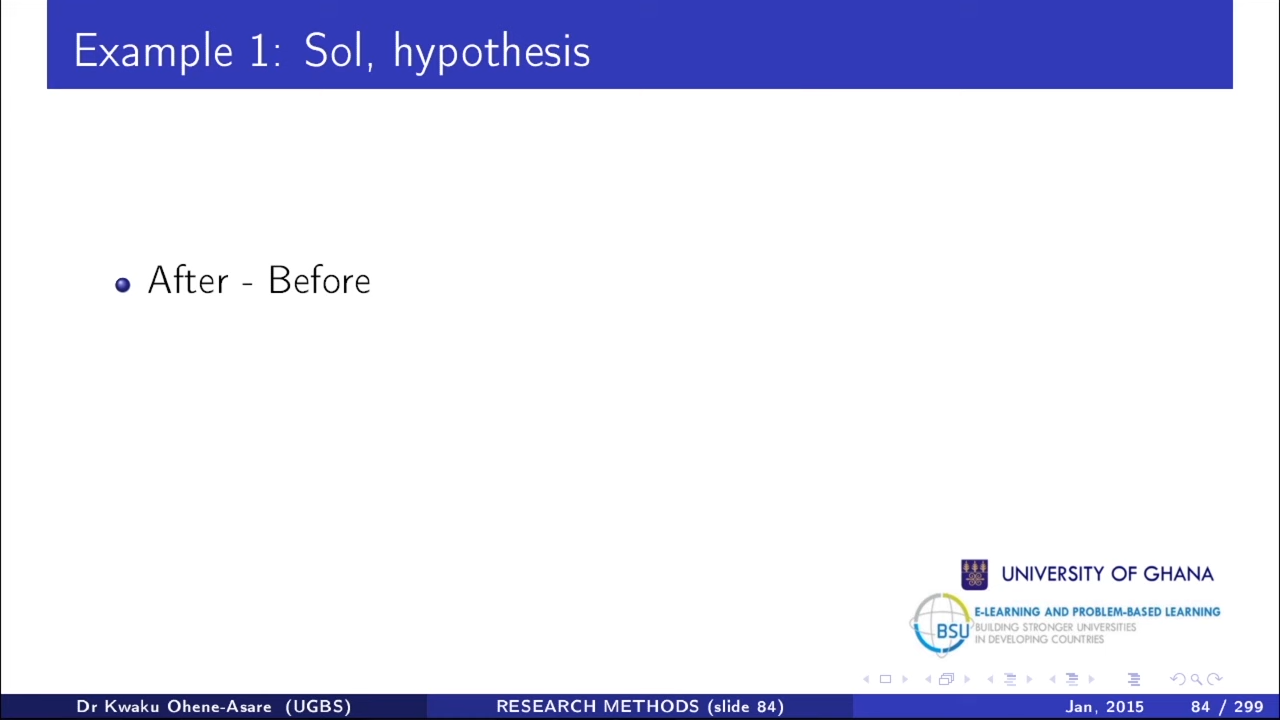 Example 1: Sol, hypothesis
After - Before
UNIVERSITY OF GHANA
E-LEARNING AND PROBLEM-BASED LEARNING
BSU
BUILDING STRONGER UNIVERSITIES
IN DEVELOPING COUNTRIES
Dr Kwaku Ohene-Asare (UGBS)
RESEARCH METHODS (slide 84)
Jan, 2015
84 / 299